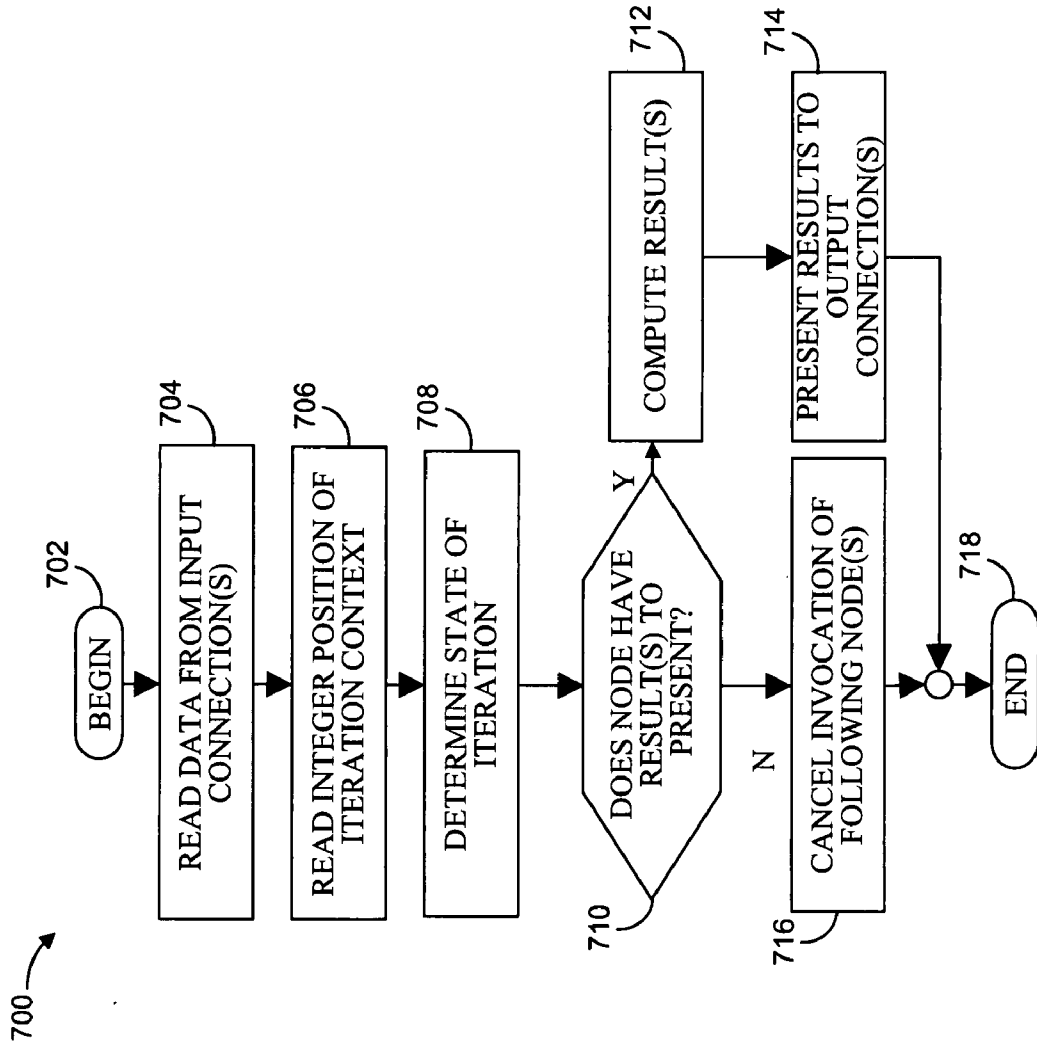 700
702
BEGIN
704
READ DATA FROM INPUT
CONNECTION(S)
706
READ INTEGER POSITION OF
ITERATION CONTEXT
708
DETERMINE STATE OF
ITERATION
710
DOES NODE HAVE
RESULT(S) TO
PRESENT?
Y
N
712
COMPUTE RESULT(S)
714
PRESENT RESULTS TO
OUTPUT
CONNECTION(S)
716
CANCEL INVOCATION OF
FOLLOWING NODE(S)
718
END